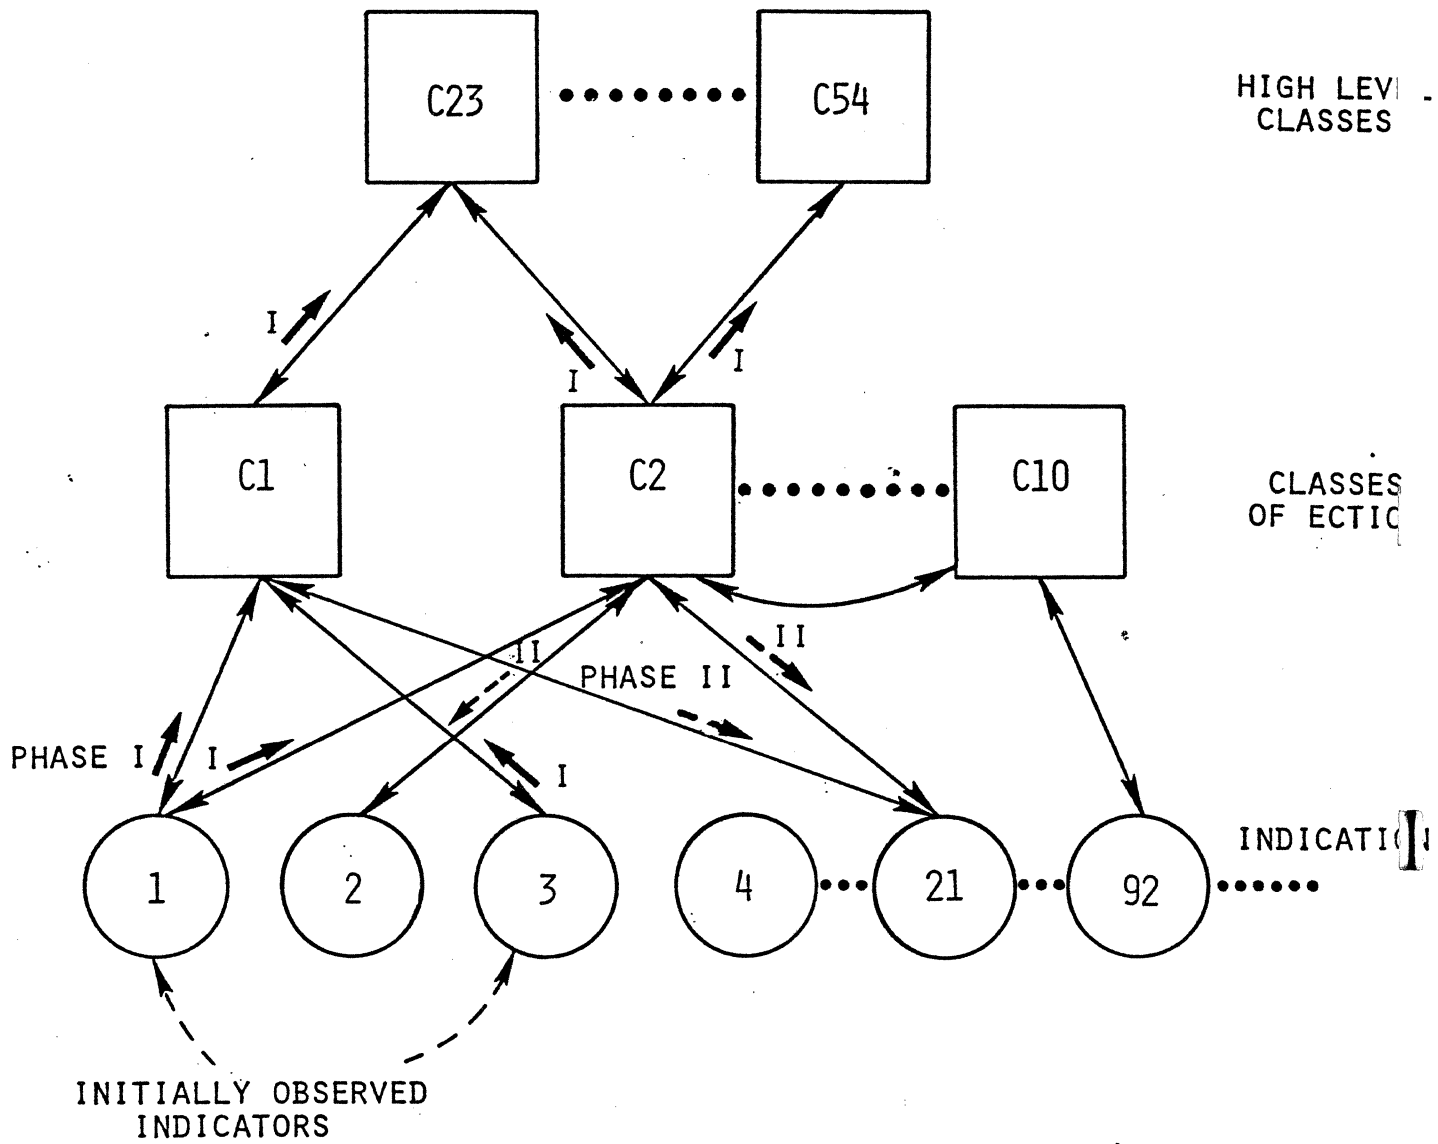 C23
C54
HIGH LEV
CLASSES
I
I
I
C1
C2
C10
CLASSES
OF ECTIC
II
II
PHASE II
PHASE I
I
I
1
2
3
4
21
92
INDICATI
INITIALLY OBSERVED
INDICATORS